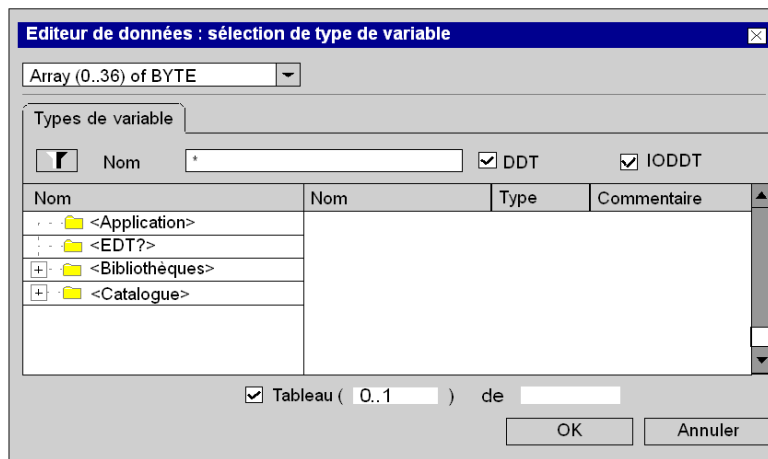 Editeur de données : sélection de type de variable
Array (0..36) of BYTE
Types de variable
Nom * DDT IODDT
Nom Nom Type Commentaire
<Application>
<EDT?>
<Bibliothèques>
<Catalogue>
Tableau ( 0..1 ) de
OK Annuler